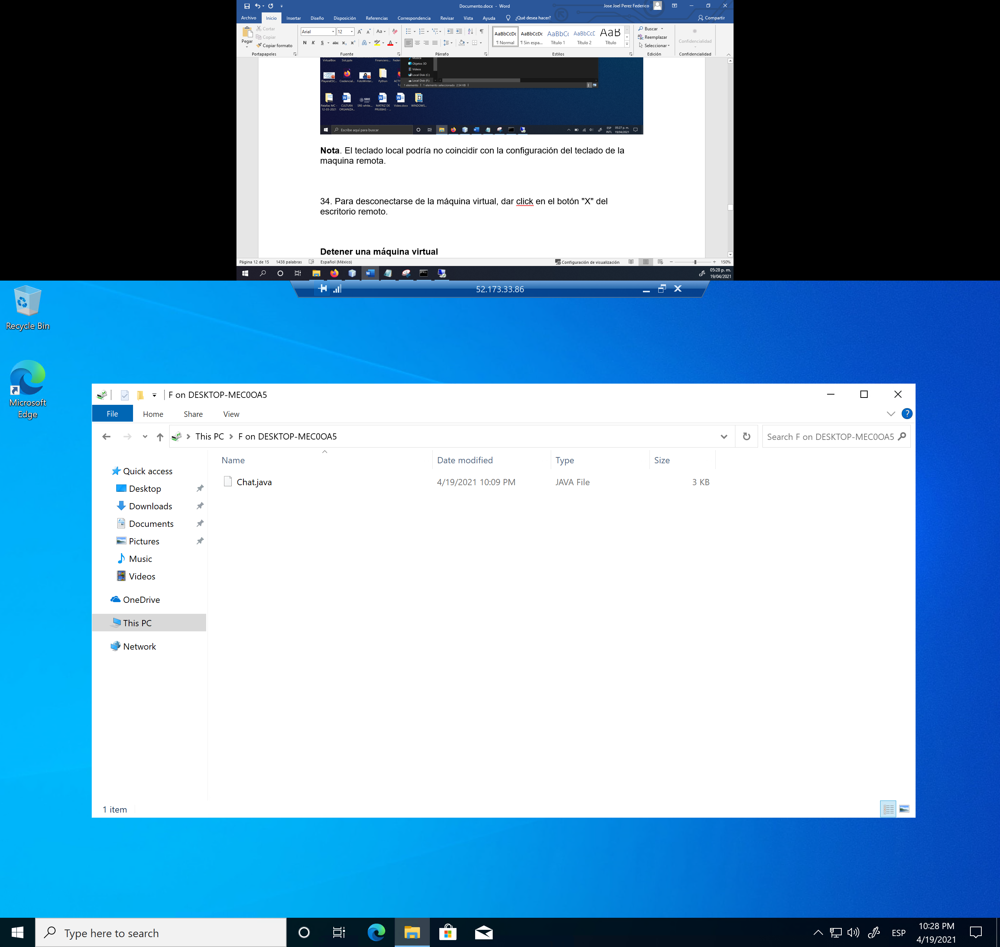 Documento.docx - Word
Jose Joel Perez Federico
Archivo Inicio Insertar Diseño Disposición Referencias Correspondencia Revisar Vista Ayuda ¿Qué desea hacer? Compartir
Pegar
Cortar
Copiar
Copiar formato
Portapapeles
Arial 12
Fuente
Párrafo
AaBbCcDc AaBbCcDc AaBbCc AaBbCcE AaB
¶ Normal ¶ Sin espa... Título 1 Título 2 Título
Estilos
Buscar
Reemplazar
Seleccionar
Edición
Confidencialidad
Confidencialidad
VirtualBox Sist.pptx Financiero...
Música
Objetos 3D
Videos
Local Disk (C:)
Local Disk (F:)
1 elemento 1 elemento seleccionado 2.54 KB
PlayeraESC... Credencial... FotoWinter... Python
Patallas MC - 12-03-2021
CULTURA ORGANIZA...
SRE-white...
MATRIZ DE PRUEBAS - ...
Video.docx
WINDOWS...
Escribe aquí para buscar
ESP
INTL
05:27 p. m.
19/04/2021
Nota. El teclado local podría no coincidir con la configuración del teclado de la
maquina remota.
34. Para desconectarse de la máquina virtual, dar click en el botón "X" del
escritorio remoto.
Detener una máquina virtual
Página 12 de 15 1438 palabras Español (México) Configuración de visualización 150%
05:28 p. m.
19/04/2021
52.173.33.86
Recycle Bin
Microsoft
Edge
F on DESKTOP-MEC0OA5
File Home Share View
This PC > F on DESKTOP-MEC0OA5
Search F on DESKTOP-MEC0OA5
Name Date modified Type Size
Chat.java 4/19/2021 10:09 PM JAVA File 3 KB
Quick access
Desktop
Downloads
Documents
Pictures
Music
Videos
OneDrive
This PC
Network
1 item
Type here to search
ESP
10:28 PM
4/19/2021